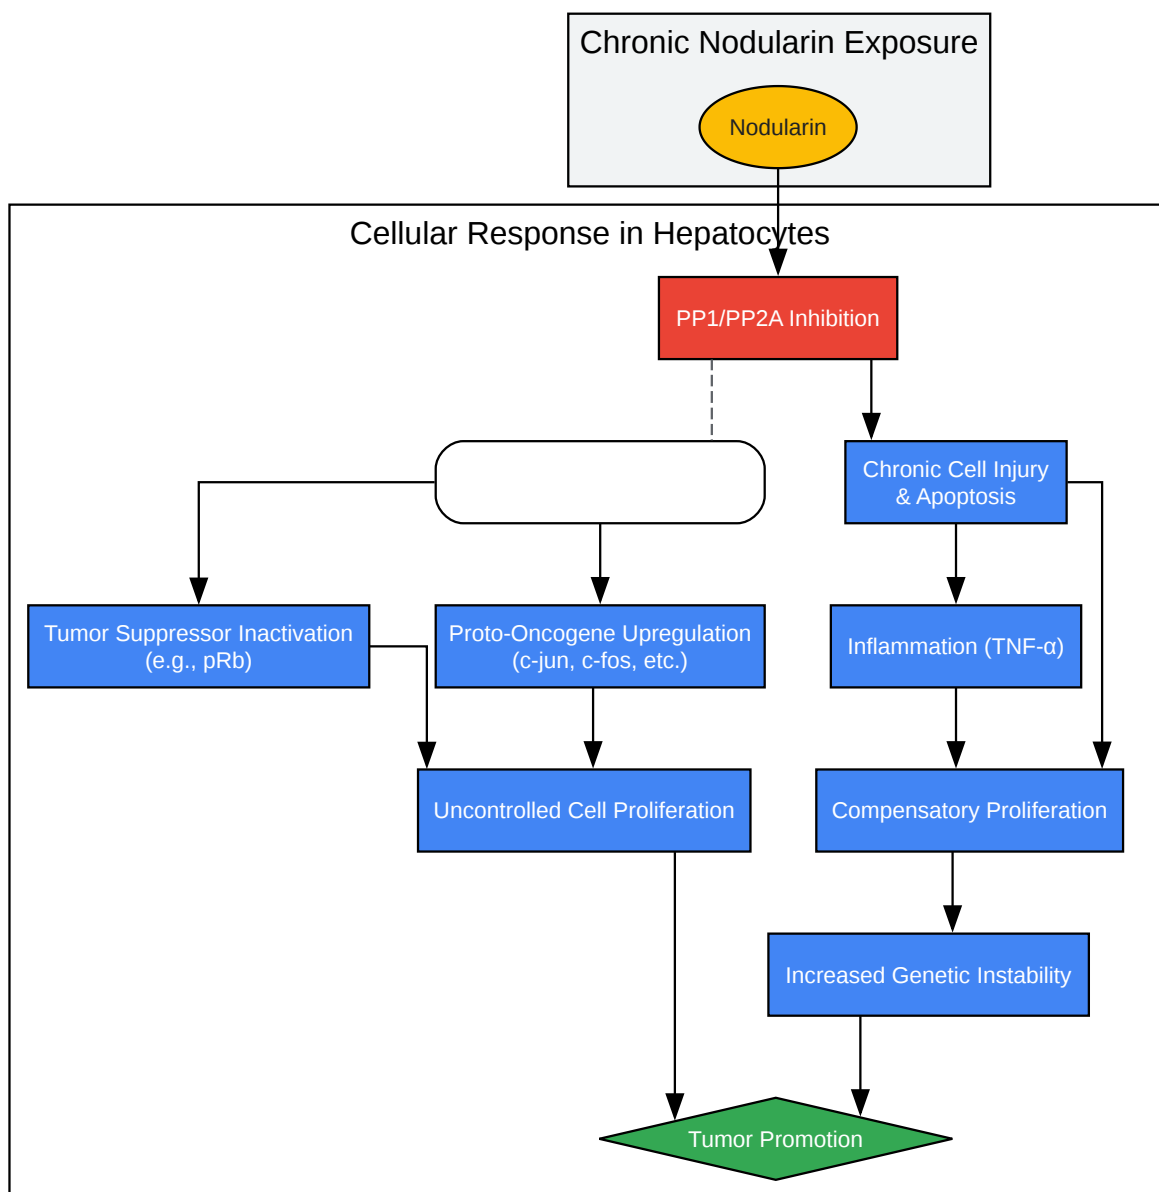 Chronic Nodularin Exposure
Nodularin
Cellular Response in Hepatocytes
PP1/PP2A Inhibition
Chronic Cell Injury
& Apoptosis
Tumor Suppressor Inactivation
(e.g., pRb)
Proto-Oncogene Upregulation
(c-jun, c-fos, etc.)
Inflammation (TNF-α)
Uncontrolled Cell Proliferation
Compensatory Proliferation
Increased Genetic Instability
Tumor Promotion